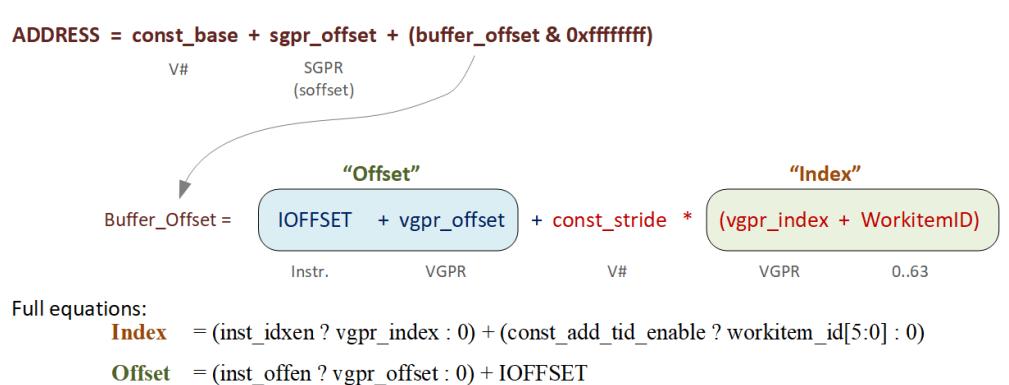 ADDRESS = const_base + sgpr_offset + (buffer_offset & 0xffffffff)
V# SGPR
(soffset)
“Offset” “Index”
Buffer_Offset = IOFFSET + vgpr_offset + const_stride * (vgpr_index + WorkitemID)
Instr. VGPR V# VGPR 0..63
Full equations:
Index = (inst_idxen ? vgpr_index : 0) + (const_add_tid_enable ? workitem_id[5:0] : 0)
Offset = (inst_offen ? vgpr_offset : 0) + IOFFSET